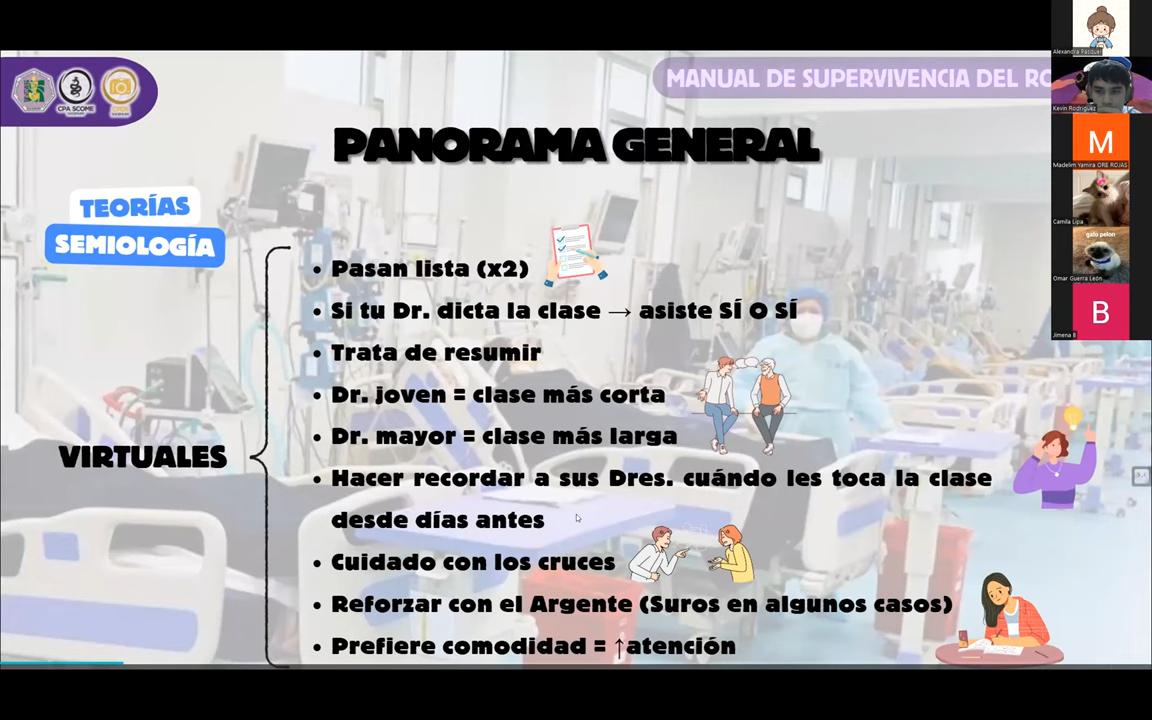 CPA SCOME
MANUAL DE SUPERVIVENCIA DEL RO
PANORAMA GENERAL
TEORÍAS
SEMIOLOGÍA
VIRTUALES
• Pasan lista (x2)
• Si tu Dr. dicta la clase → asiste SÍ O SÍ
• Trata de resumir
• Dr. joven = clase más corta
• Dr. mayor = clase más larga
• Hacer recordar a sus Dres. cuándo les toca la clase
desde días antes
• Cuidado con los cruces
• Reforzar con el Argente (Suros en algunos casos)
• Prefiere comodidad = ↑atención
Alexandra Pasquel
Kevin Rodriguez
M
Madelim Yamira ORE ROJAS
Camila Lipa
gato pelon
Omar Guerra León
B
Jimena B